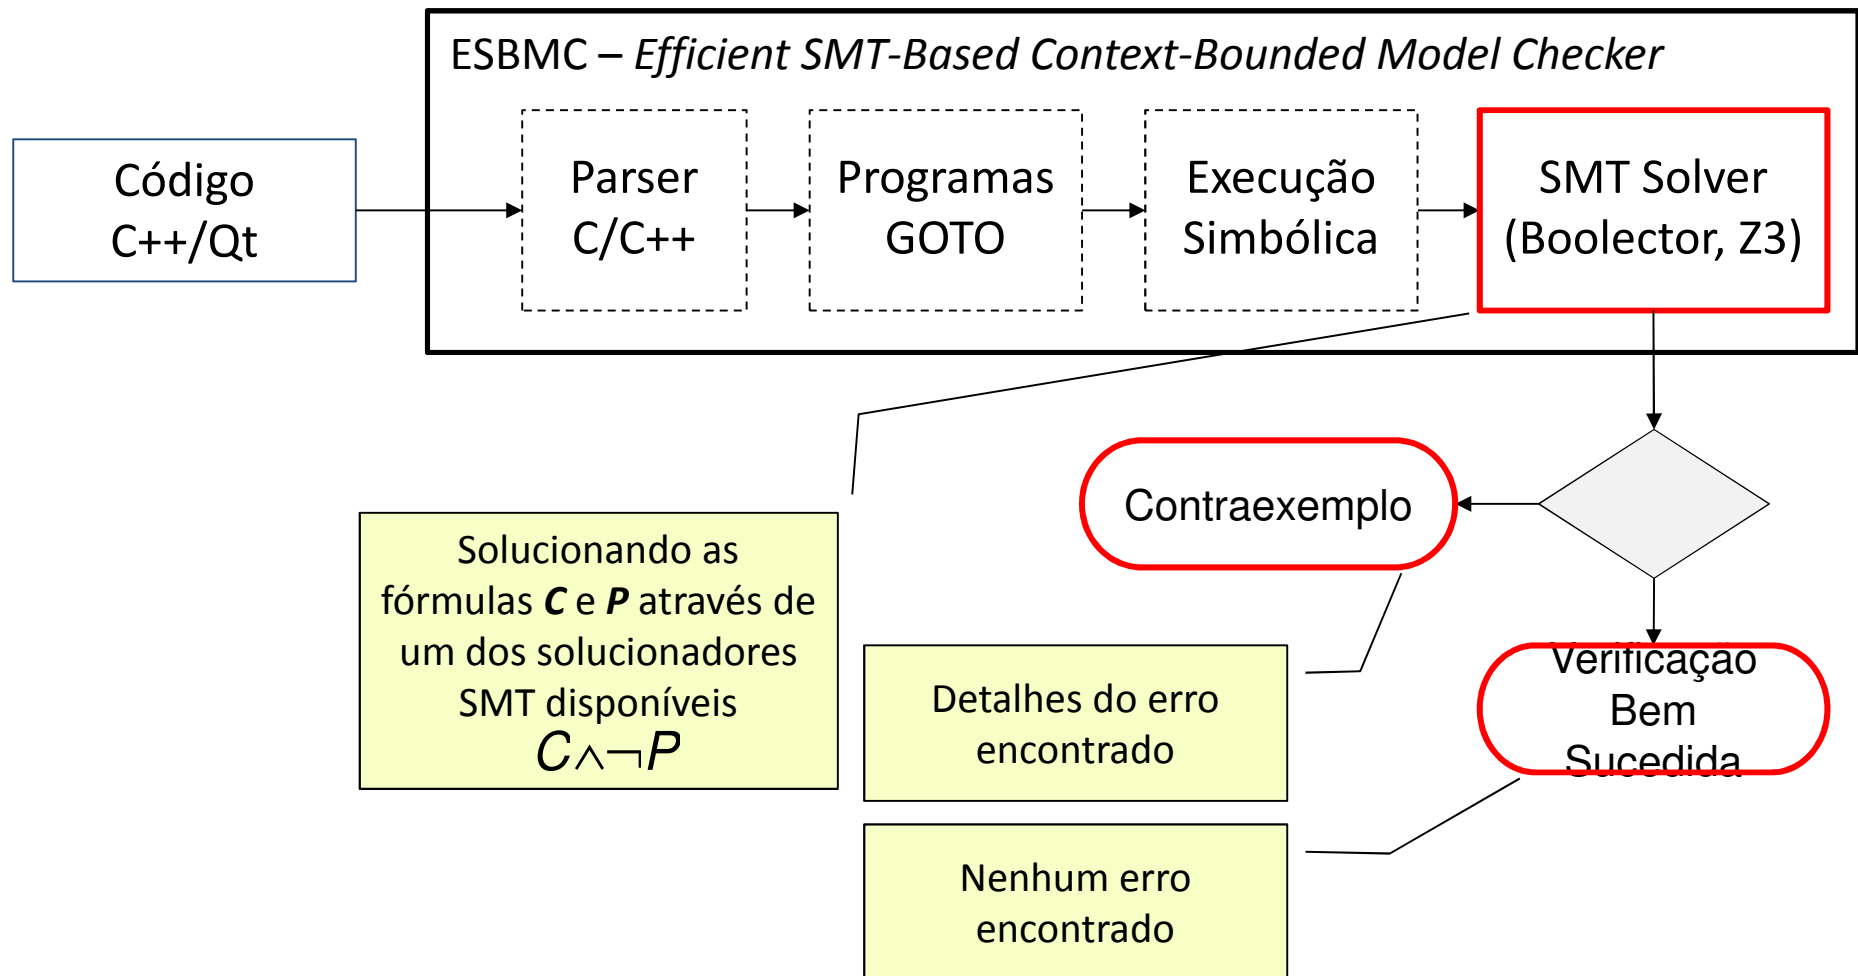 ESBMC – Efficient SMT-Based Context-Bounded Model Checker
Código
C++/Qt
Parser
C/C++
Programas
GOTO
Execução
Simbólica
SMT Solver
(Boolector, Z3)
Contraexemplo
Solucionando as
fórmulas C e P através de
um dos solucionadores
SMT disponíveis
C∧¬P
Detalhes do erro
encontrado
Verificação
Bem
Sucedida
Nenhum erro
encontrado